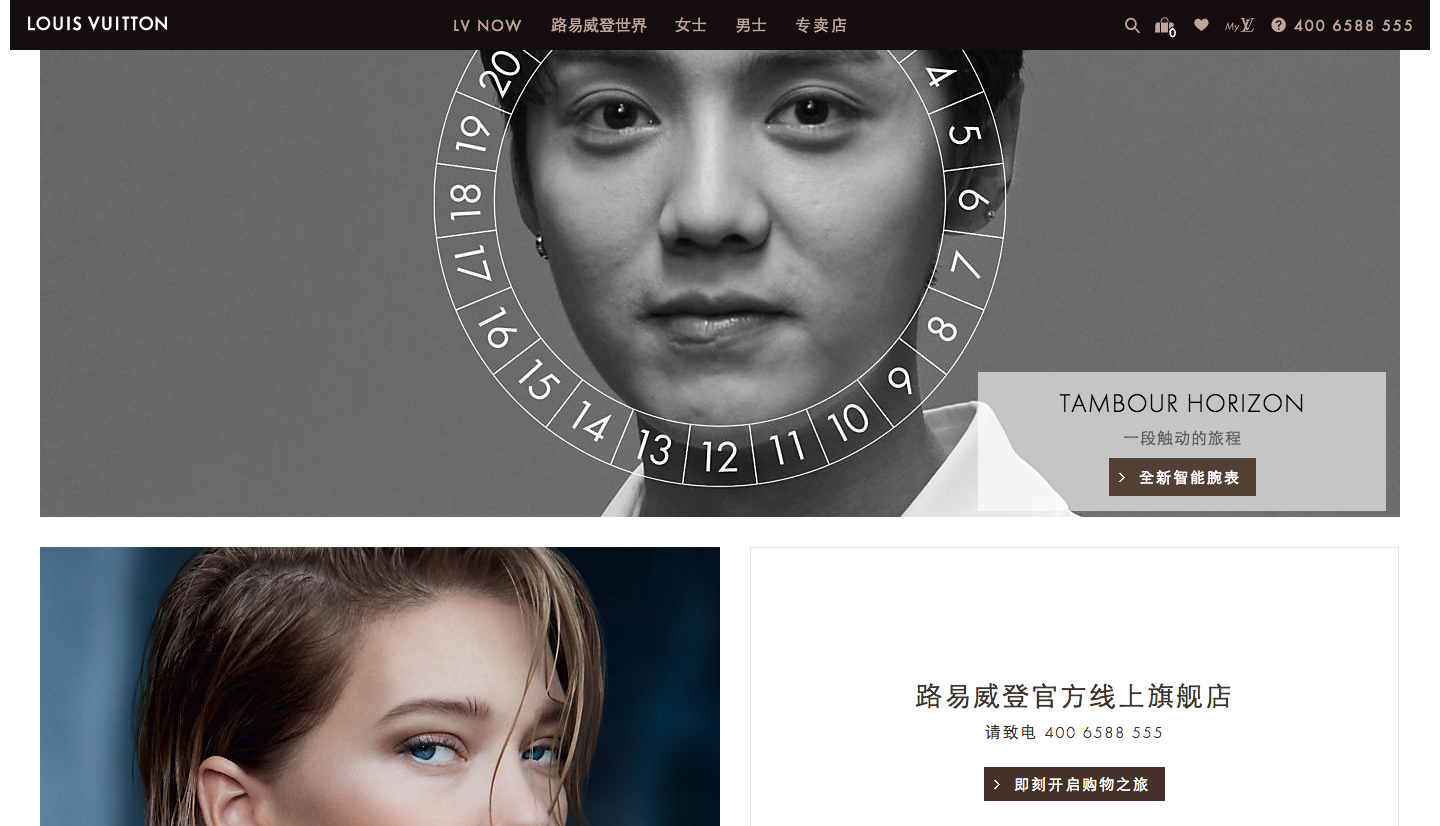 LOUIS VUITTON
LV NOW 路易威登世界 女士 男士 专卖店
0 My LV ? 400 6588 555
20 19 18 17 16 15 14 13 12 11 10 9 8 7 6 5 4
TAMBOUR HORIZON
一段触动的旅程
全新智能腕表
路易威登官方线上旗舰店
请致电 400 6588 555
即刻开启购物之旅